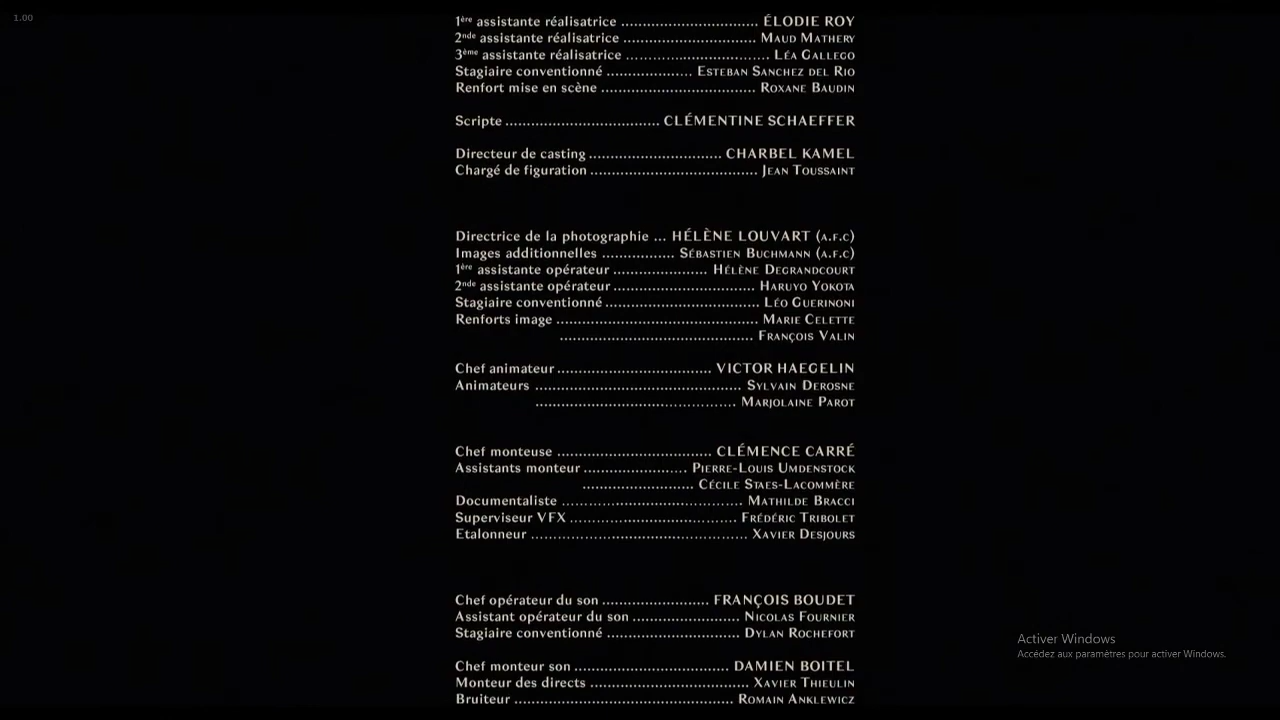 1.00
1ère assistante réalisatrice .................................. ÉLODIE ROY
2nde assistante réalisatrice ................................. MAUD MATHERY
3ème assistante réalisatrice ................................... LÉA GALLEGO
Stagiaire conventionné ..................... ESTEBAN SANCHEZ DEL RIO
Renfort mise en scène ...................................... ROXANE BAUDIN
Scripte ..................................... CLÉMENTINE SCHAEFFER
Directeur de casting ................................ CHARBEL KAMEL
Chargé de figuration ......................................... JEAN TOUSSAINT
Directrice de la photographie ... HÉLÈNE LOUVART (A.F.C)
Images additionnelles .................. SÉBASTIEN BUCHMANN (A.F.C)
1ère assistante opérateur ....................... HÉLÈNE DEGRANDCOURT
2nde assistante opérateur ................................... HARUYO YOKOTA
Stagiaire conventionné ..................................... LÉO GUERINONI
Renforts image ................................................. MARIE CELETTE
............................................... FRANÇOIS VALIN
Chef animateur ..................................... VICTOR HAEGELIN
Animateurs .................................................. SYLVAIN DEROSNE
................................................. MARJOLAINE PAROT
Chef monteuse ..................................... CLÉMENCE CARRÉ
Assistants monteur ......................... PIERRE-LOUIS UMDENSTOCK
........................... CÉCILE STAES-LACOMMÈRE
Documentaliste ............................................ MATHILDE BRACCI
Superviseur VFX ........................................ FRÉDÉRIC TRIBOLET
Etalonneur .................................................... XAVIER DESJOURS
Chef opérateur du son .......................... FRANÇOIS BOUDET
Assistant opérateur du son .......................... NICOLAS FOURNIER
Stagiaire conventionné ................................ DYLAN ROCHEFORT
Chef monteur son ..................................... DAMIEN BOITEL
Monteur des directs ...................................... XAVIER THIEULIN
Bruiteur ..................................................... ROMAIN ANKLEWICZ
Activer Windows
Accédez aux paramètres pour activer Windows.